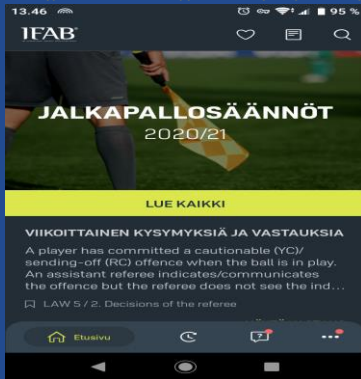 13.46 95 %
IFAB
JALKAPALLOSÄÄNNÖT
2020/21
LUE KAIKKI
VIIKOITTAINEN KYSYMYKSIÄ JA VASTAUKSIA
A player has committed a cautionable (YC)/
sending-off (RC) offence when the ball is in play.
An assistant referee indicates/communicates
the offence but the referee does not see the ind...
LAW 5 / 2. Decisions of the referee
Etusivu